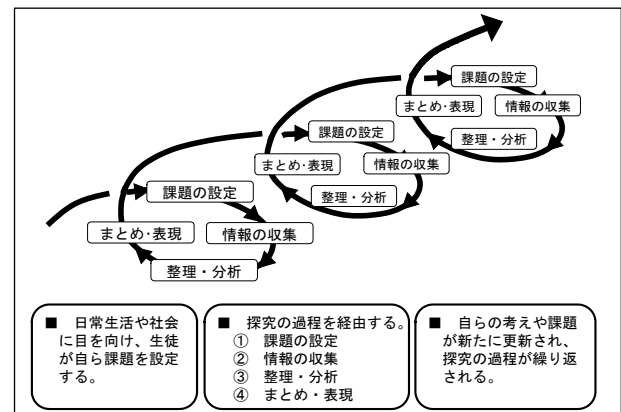 課題の設定
まとめ･表現
情報の収集
整理・分析
課題の設定
まとめ･表現
情報の収集
整理・分析
課題の設定
まとめ･表現
情報の収集
整理・分析
■ 日常生活や社会
に目を向け、生徒
が自ら課題を設定
する。
■ 探究の過程を経由する。
① 課題の設定
② 情報の収集
③ 整理・分析
④ まとめ・表現
■ 自らの考えや課題
が新たに更新され、
探究の過程が繰り返
される。